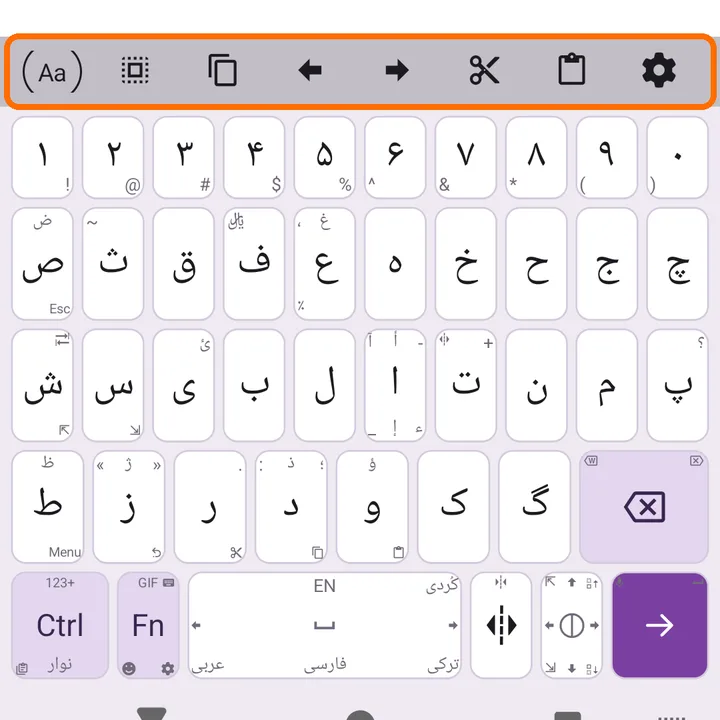 (Aa)
۱ ۲ ۳ ۴ ۵ ۶ ۷ ۸ ۹ ۰
! @ # $ % ^ & * ( )
ض ~ ﷼ ، غ
ص ث ق ف ع ه خ ح ج چ
Esc ٪
ئ آ أ - + ؟
ش س ی ب ل ا ت ن م پ
_ إ ء
ظ « ژ » . : ذ ؛ ؤ
ط ز ر د و ک گ
Menu
123+ GIF EN کُردی
Ctrl Fn
نوار عربی فارسی ترکی